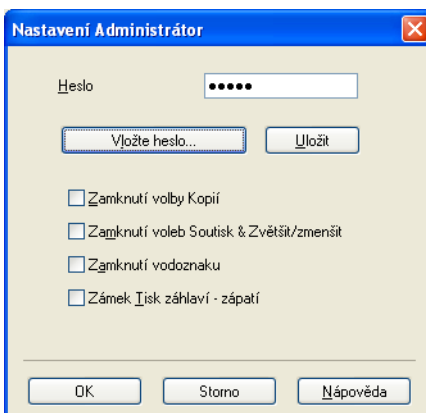 Nastavení Administrátor
Heslo •••••
Vložte heslo... Uložit
Zamknutí volby Kopií
Zamknutí voleb Soutisk & Zvětšit/zmenšit
Zamknutí vodoznaku
Zámek Tisk záhlaví - zápatí
OK Storno Nápověda